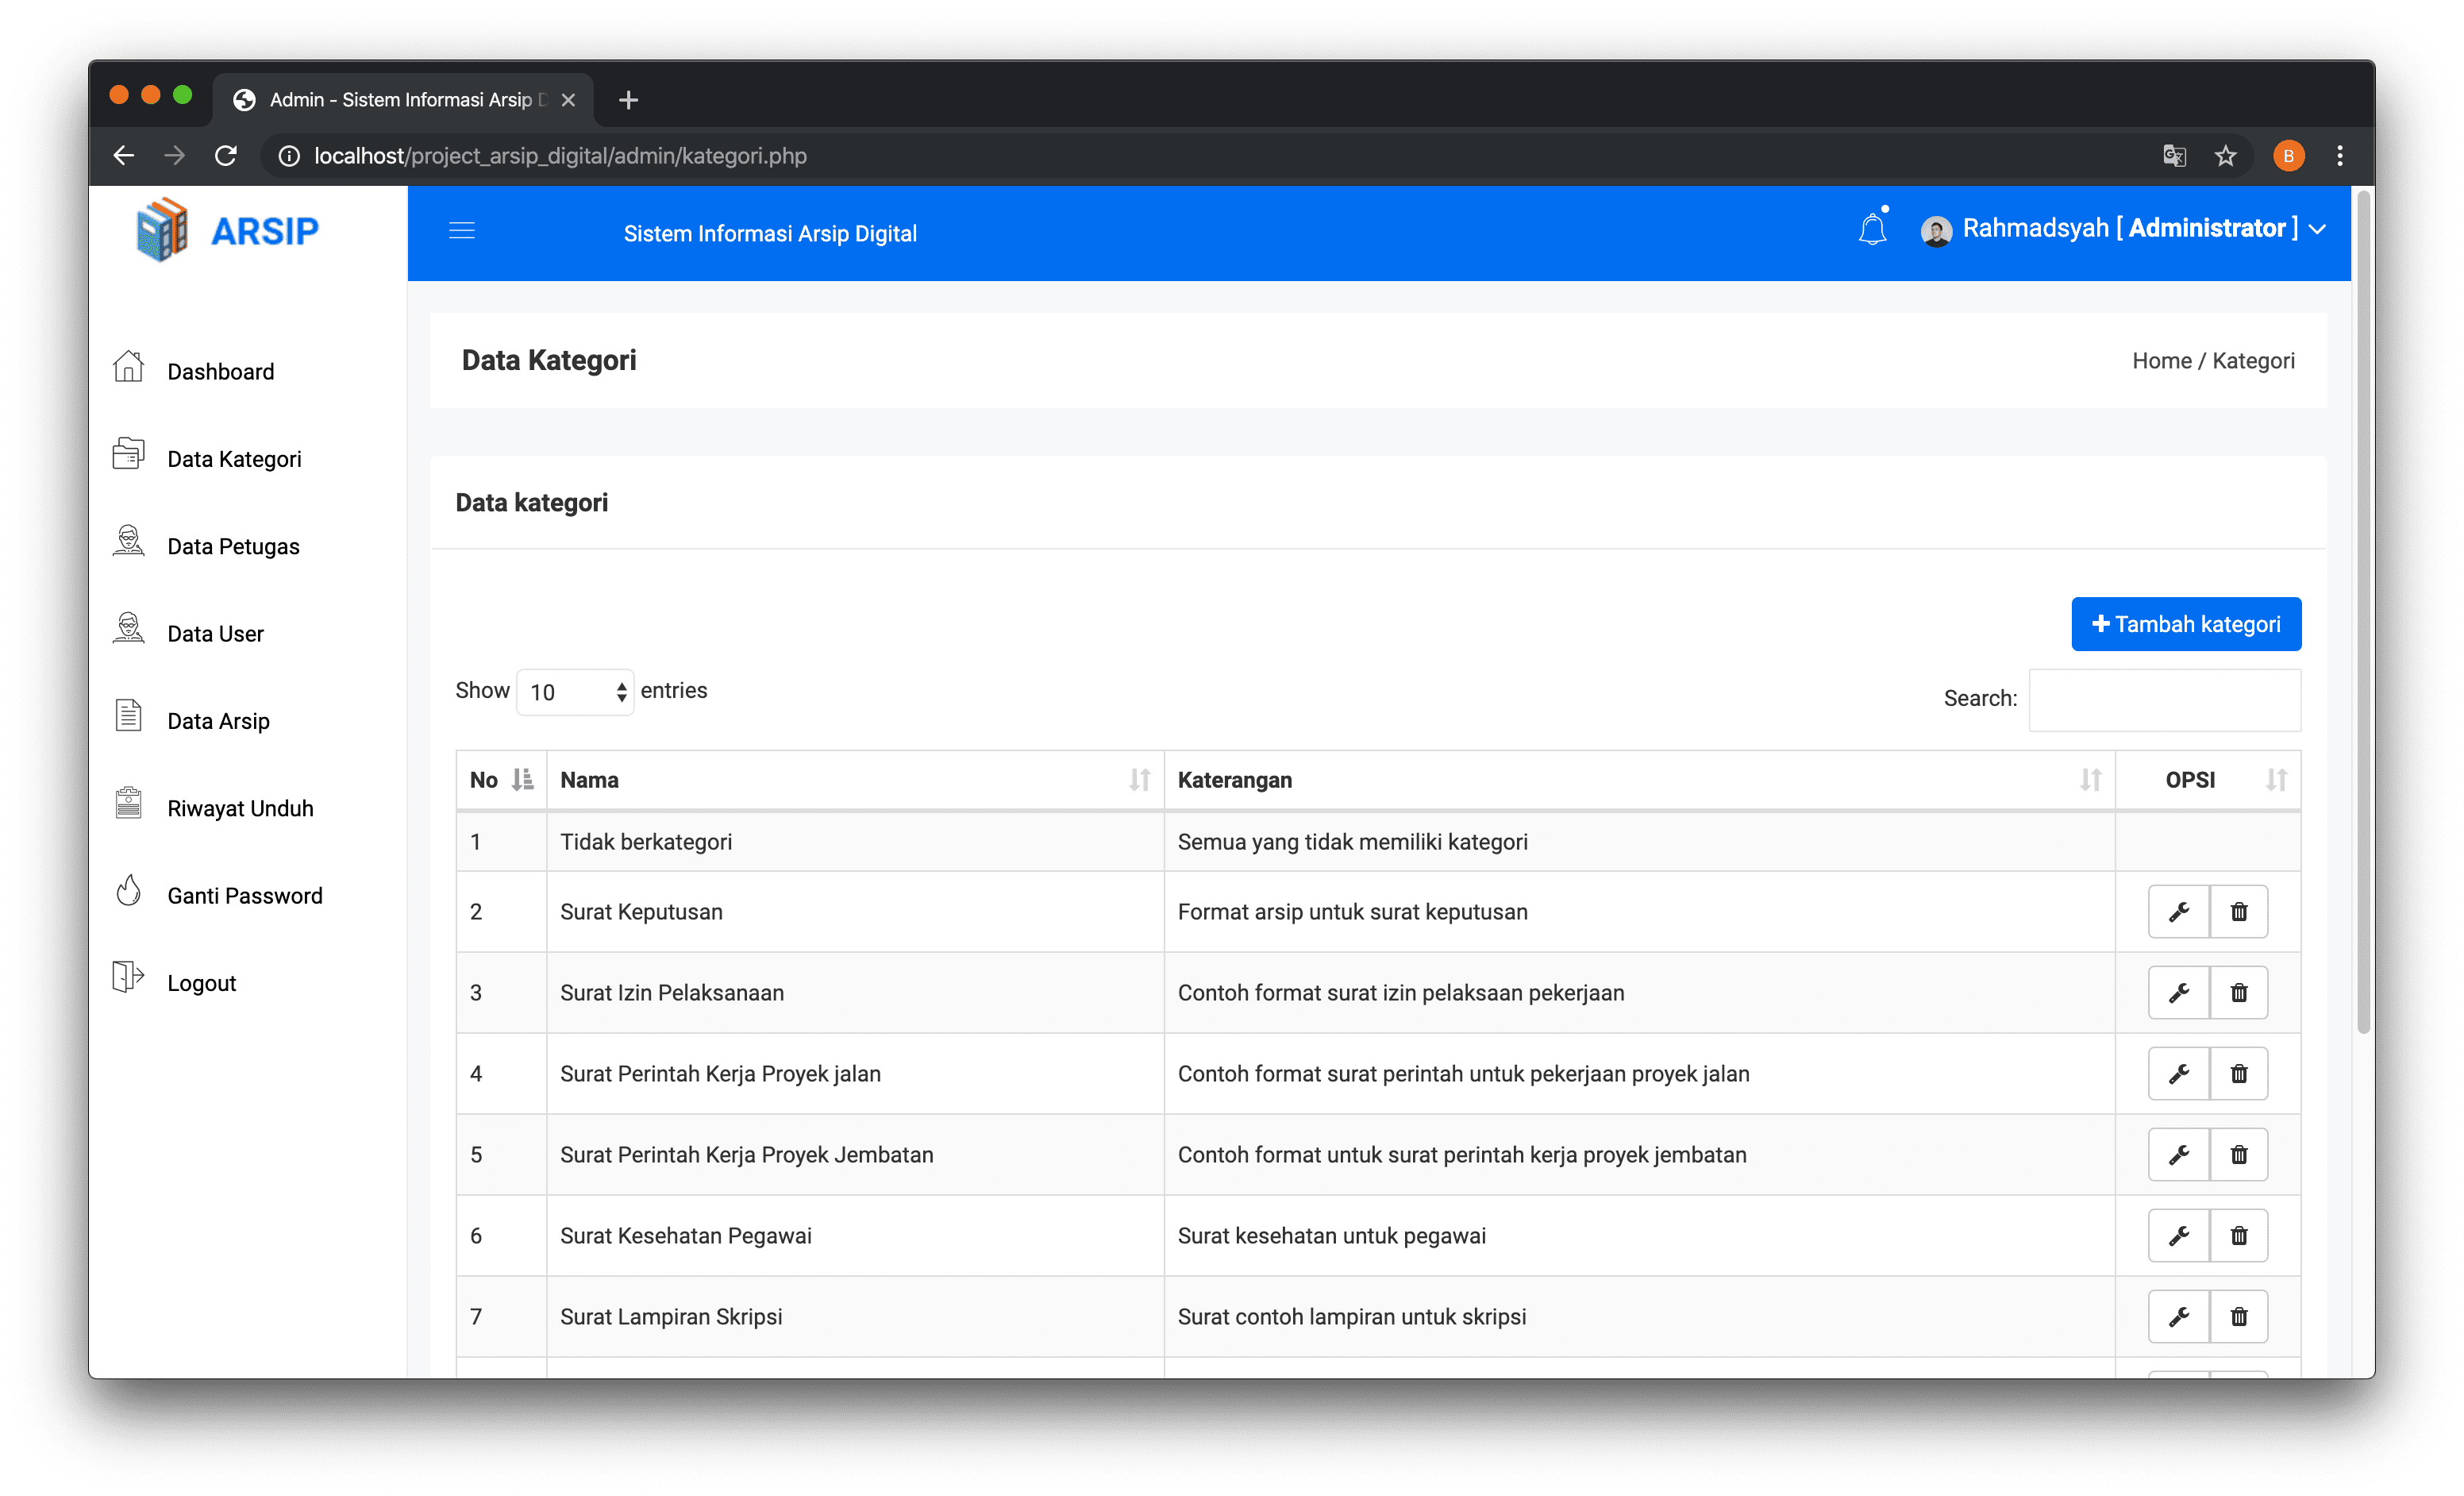 Admin - Sistem Informasi Arsip D
localhost/project_arsip_digital/admin/kategori.php
B
ARSIP
Sistem Informasi Arsip Digital
Rahmadsyah [ Administrator ]
Dashboard
Data Kategori
Data Petugas
Data User
Data Arsip
Riwayat Unduh
Ganti Password
Logout
Data Kategori
Home / Kategori
Data kategori
Tambah kategori
Show 10 entries
Search:
No Nama Katerangan OPSI
1 Tidak berkategori Semua yang tidak memiliki kategori
2 Surat Keputusan Format arsip untuk surat keputusan
3 Surat Izin Pelaksanaan Contoh format surat izin pelaksaan pekerjaan
4 Surat Perintah Kerja Proyek jalan Contoh format surat perintah untuk pekerjaan proyek jalan
5 Surat Perintah Kerja Proyek Jembatan Contoh format untuk surat perintah kerja proyek jembatan
6 Surat Kesehatan Pegawai Surat kesehatan untuk pegawai
7 Surat Lampiran Skripsi Surat contoh lampiran untuk skripsi